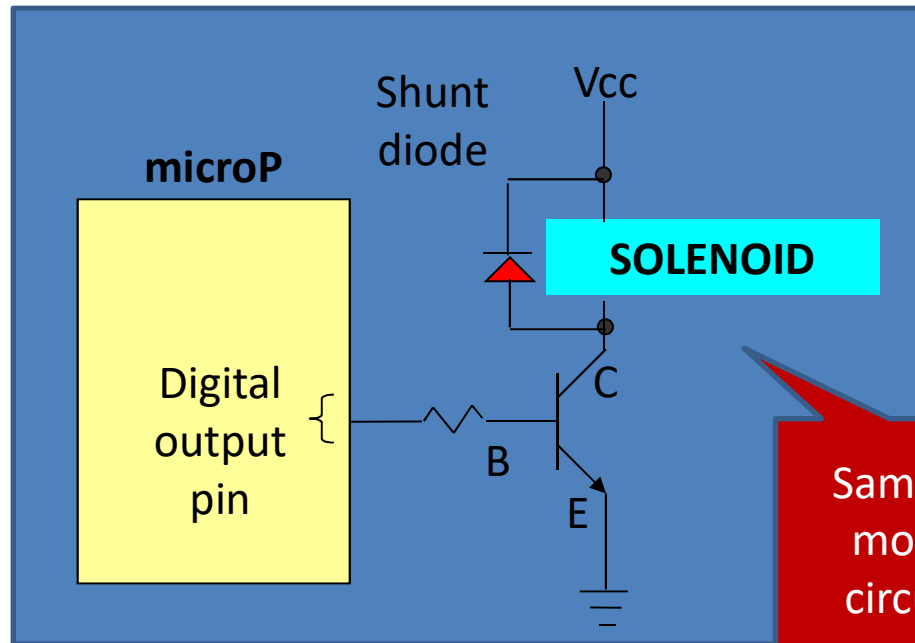 Shunt
diode
Vcc
microP
SOLENOID
Digital
output
pin
C
B
E